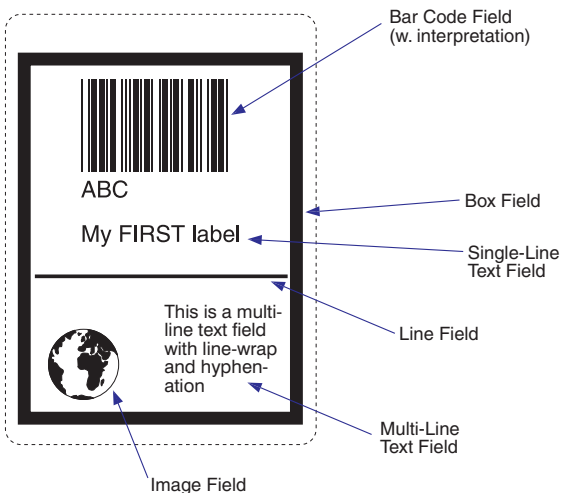 Bar Code Field
(w. interpretation)
ABC
My FIRST label
Box Field
Single-Line
Text Field
This is a multi-
line text field
with line-wrap
and hyphen-
ation
Line Field
Multi-Line
Text Field
Image Field